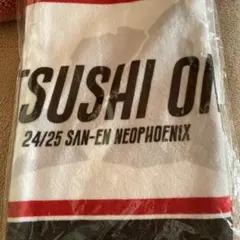 TSUSHI ON
24/25 SAN-EN NEOPHOENIX